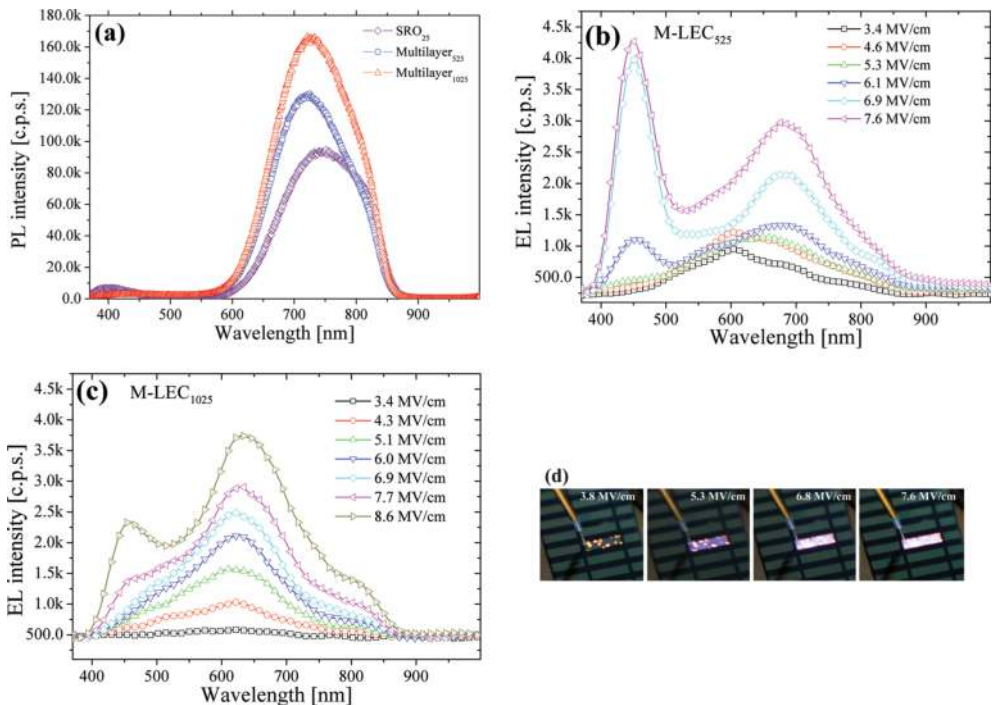 (a)
SRO25
Multilayer525
Multilayer1025
PL intensity [c.p.s.]
180.0k
160.0k
140.0k
120.0k
100.0k
80.0k
60.0k
40.0k
20.0k
0.0
400 500 600 700 800 900
Wavelength [nm]
(b)
M-LEC525
3.4 MV/cm
4.6 MV/cm
5.3 MV/cm
6.1 MV/cm
6.9 MV/cm
7.6 MV/cm
EL intensity [c.p.s.]
4.5k
4.0k
3.5k
3.0k
2.5k
2.0k
1.5k
1.0k
500.0
400 500 600 700 800 900
Wavelength [nm]
(c)
M-LEC1025
3.4 MV/cm
4.3 MV/cm
5.1 MV/cm
6.0 MV/cm
6.9 MV/cm
7.7 MV/cm
8.6 MV/cm
EL intensity [c.p.s.]
4.5k
4.0k
3.5k
3.0k
2.5k
2.0k
1.5k
1.0k
500.0
400 500 600 700 800 900
Wavelength [nm]
(d)
3.8 MV/cm
5.3 MV/cm
6.8 MV/cm
7.6 MV/cm